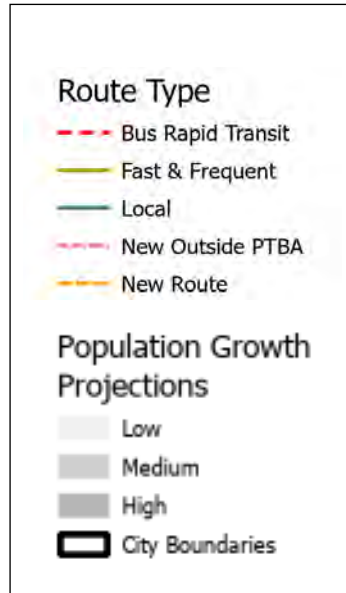 Route Type
Bus Rapid Transit
Fast & Frequent
Local
New Outside PTBA
New Route
Population Growth
Projections
Low
Medium
High
City Boundaries